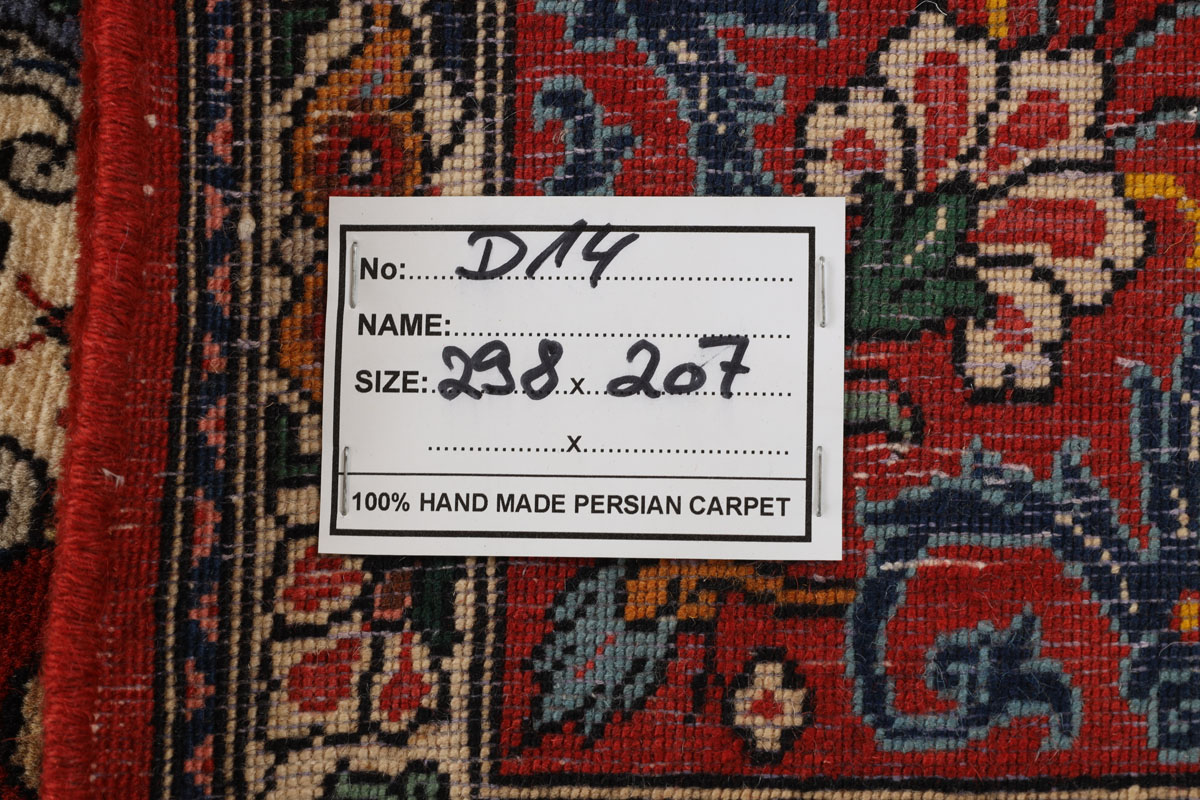 No: D14
NAME:
SIZE: 298 x 207
x
100% HAND MADE PERSIAN CARPET